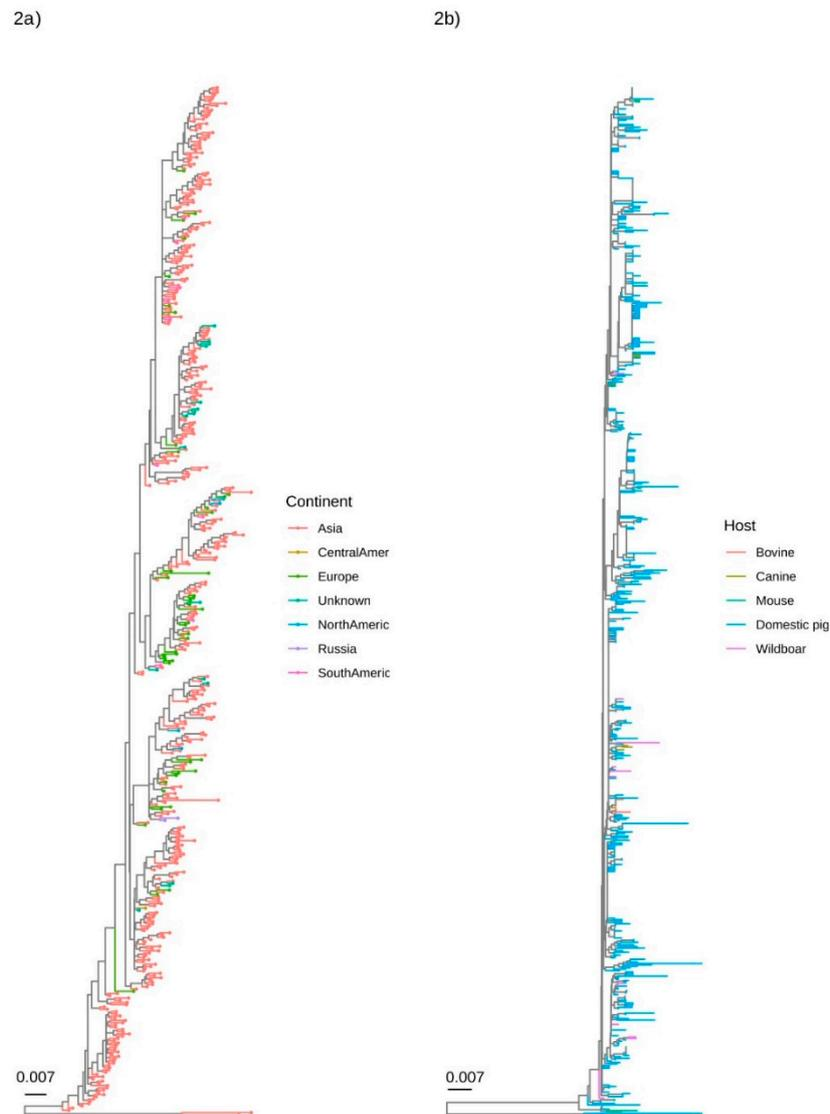 2a)
2b)
Continent
Asia
CentralAmer
Europe
Unknown
NorthAmeric
Russia
SouthAmeric
Host
Bovine
Canine
Mouse
Domestic pig
Wildboar
0.007
0.007